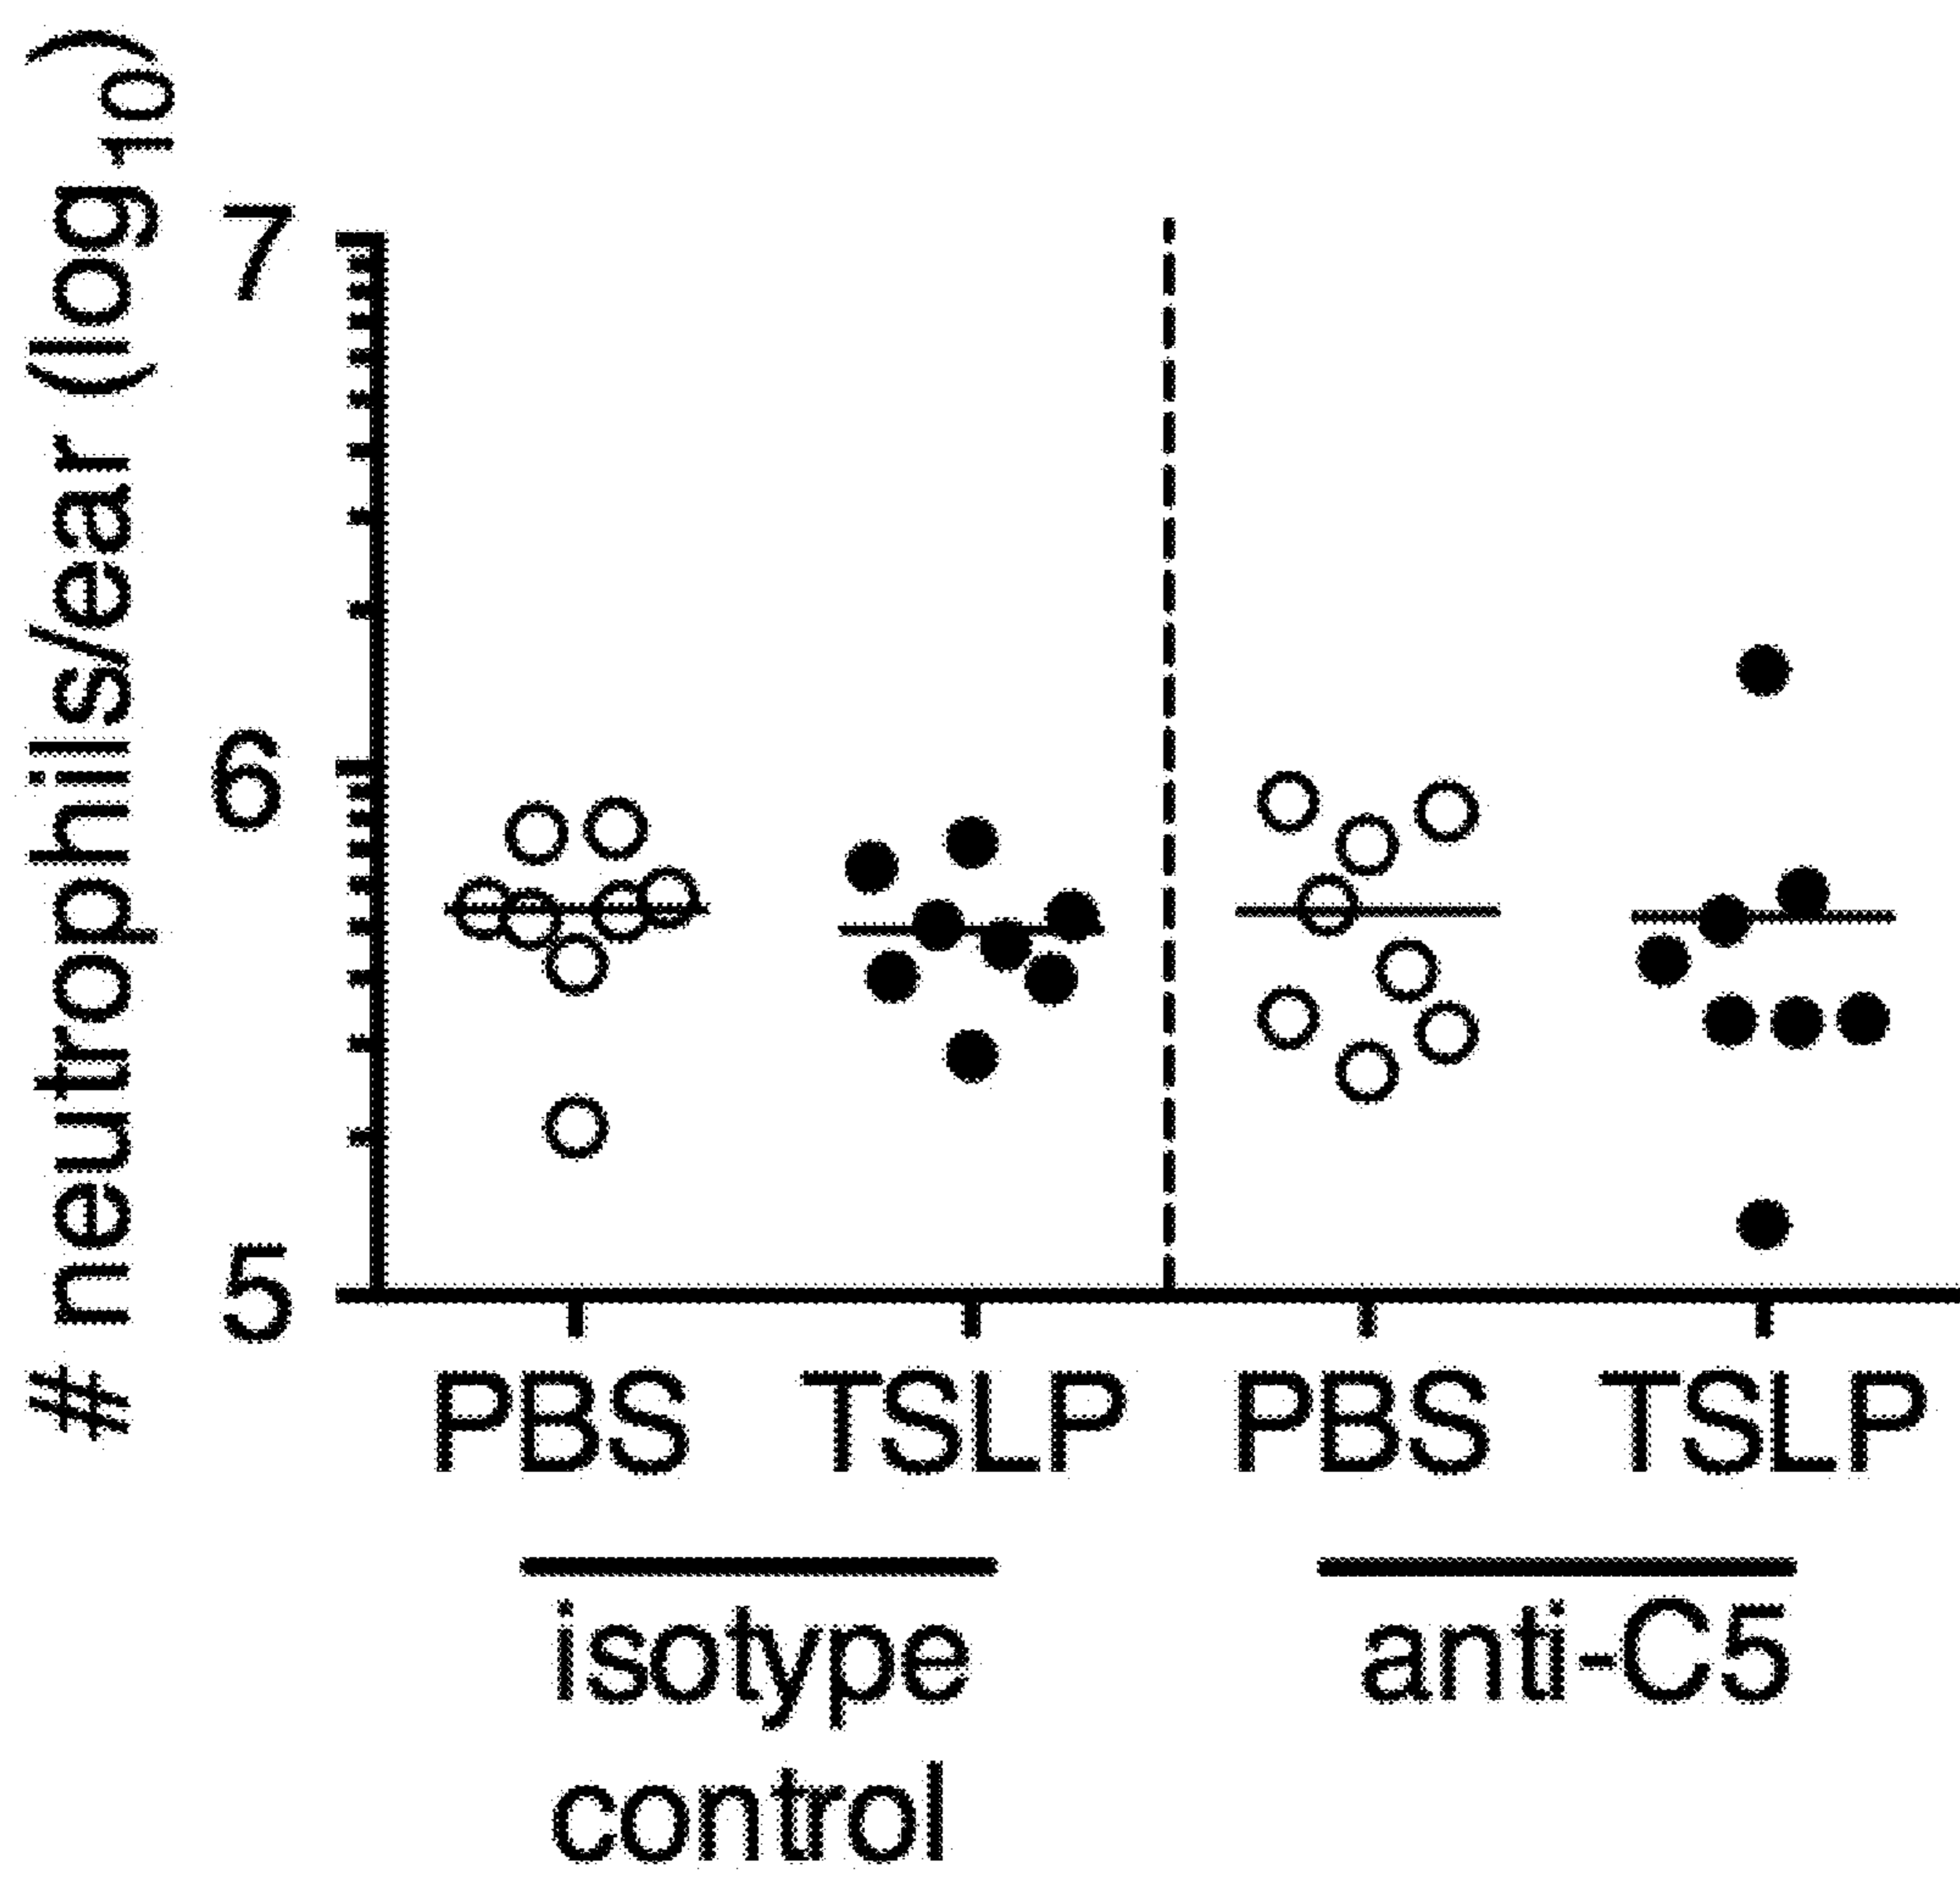 # neutrophils/ear (log10)
7
6
5
PBS TSLP PBS TSLP
isotype control
anti-C5